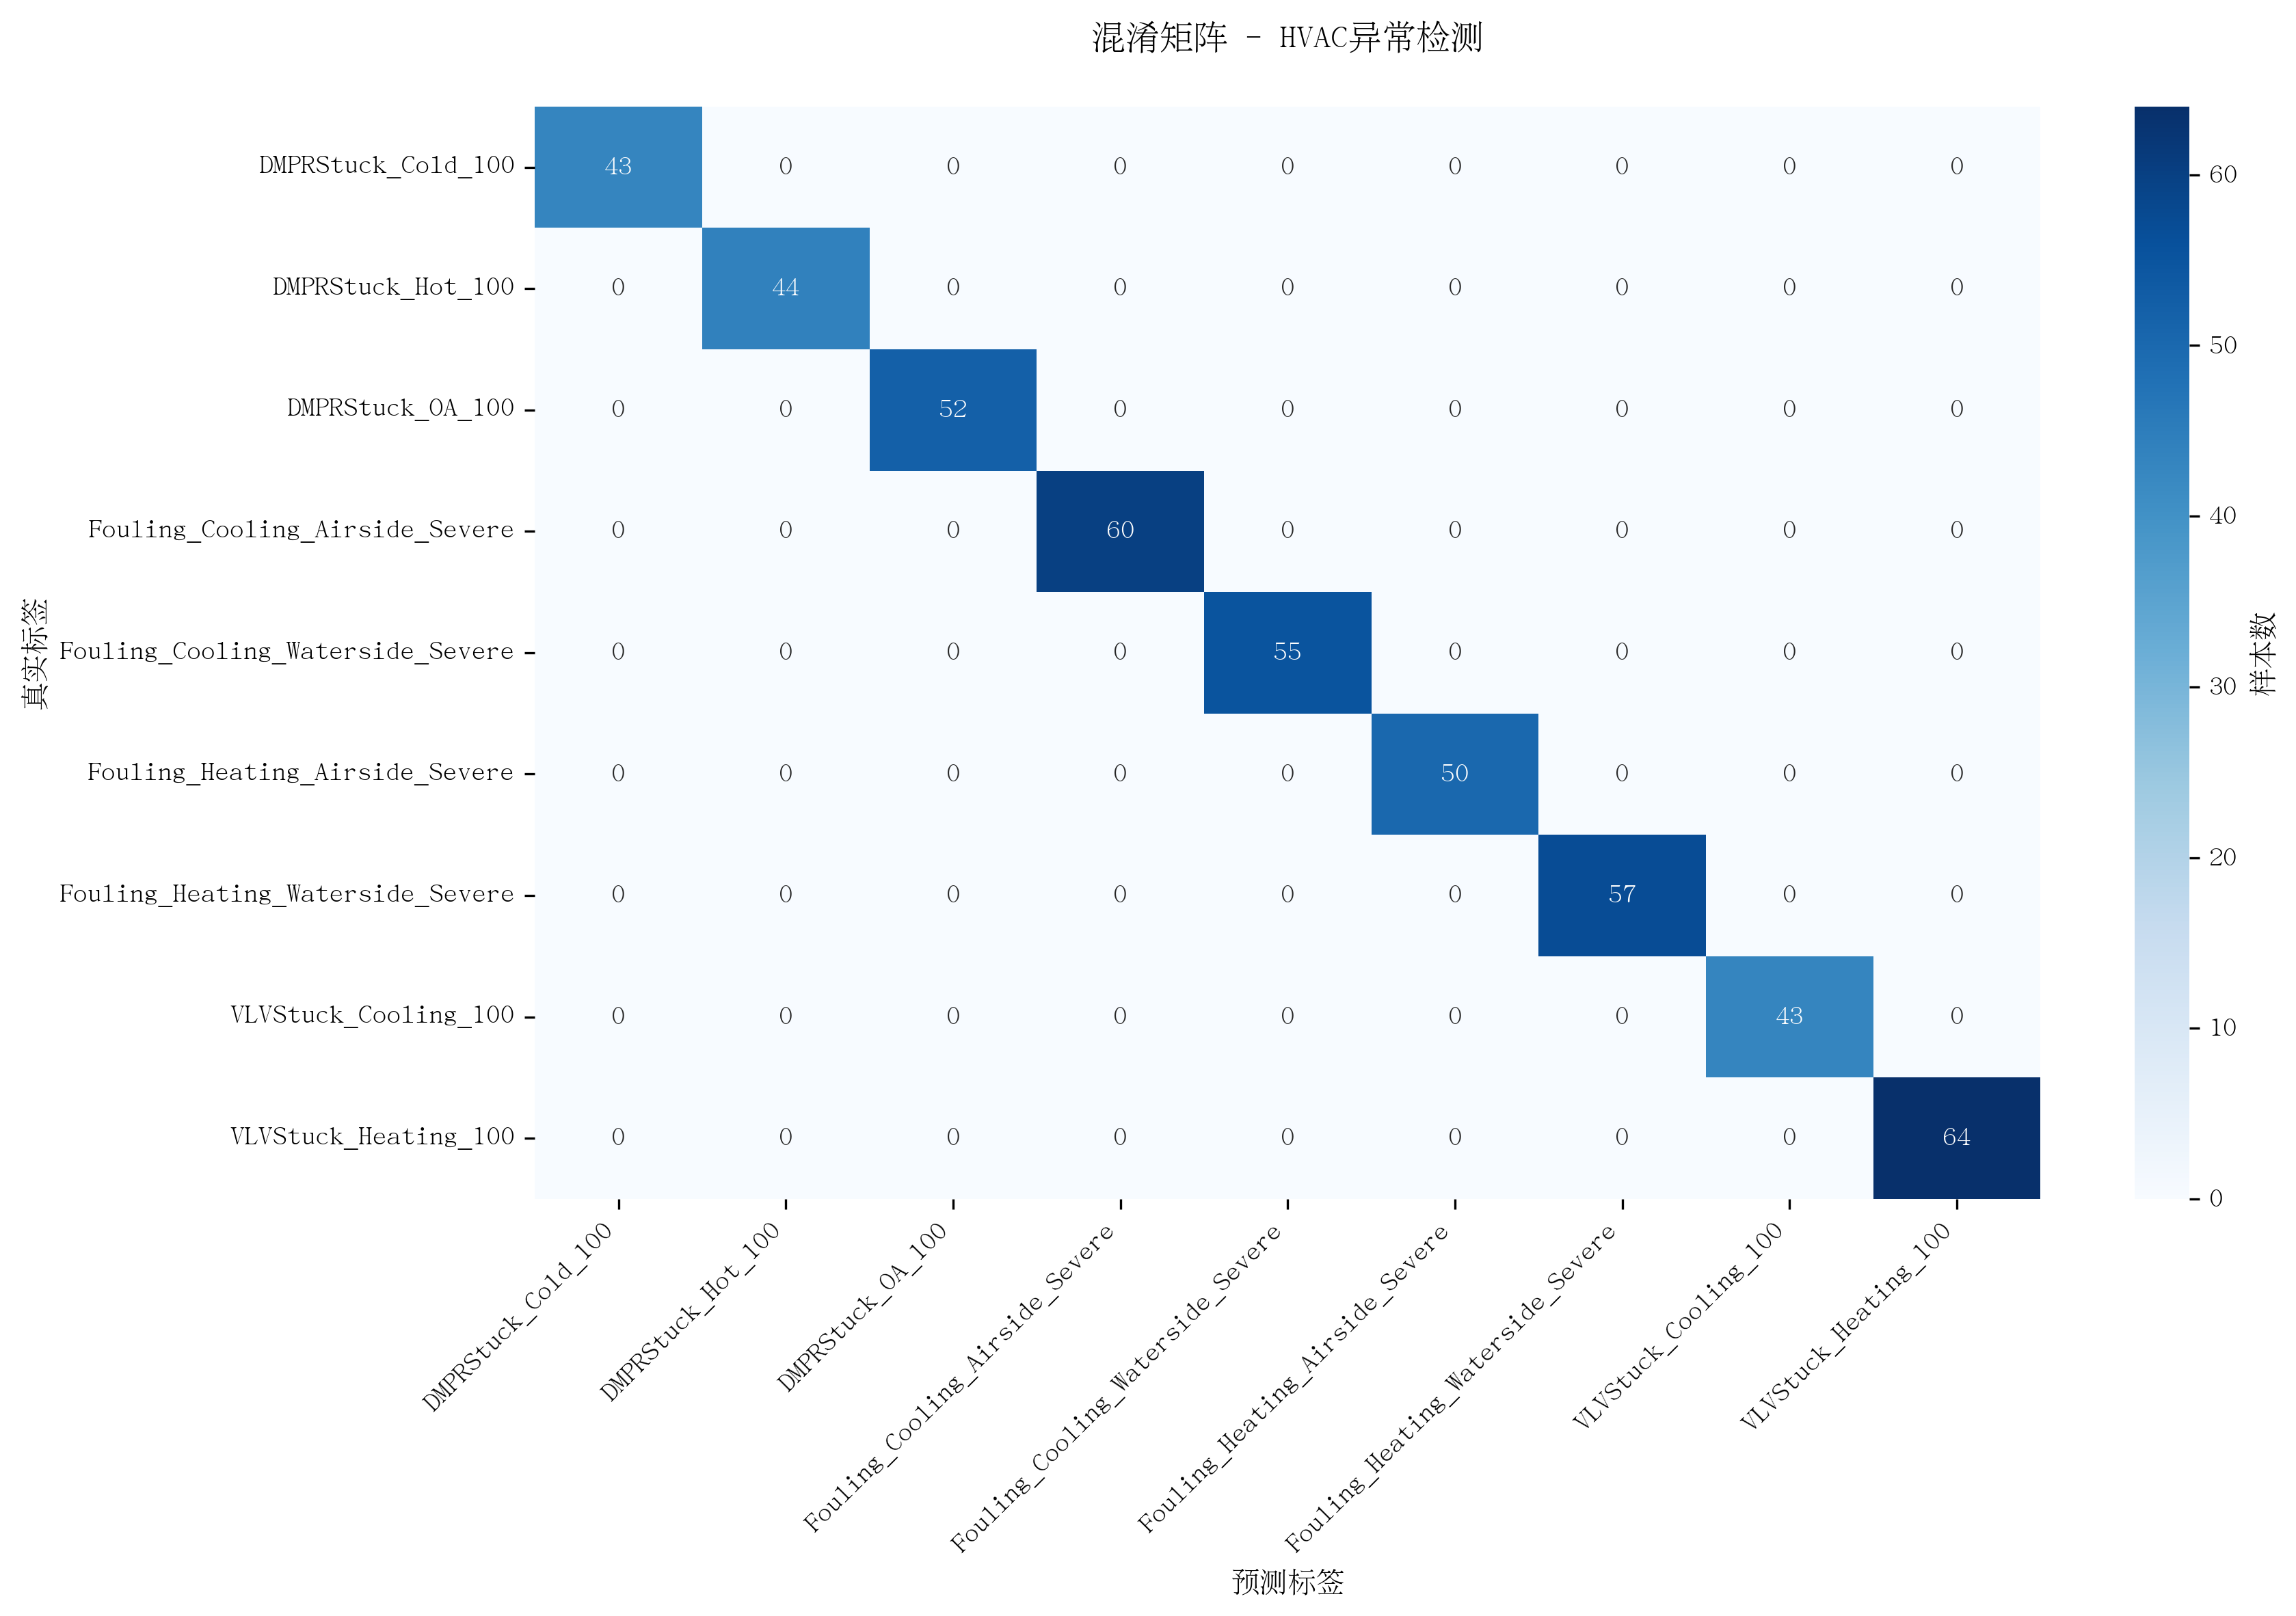 混淆矩阵 - HVAC异常检测
真实标签
DMPRStuck_Cold_100 43 0 0 0 0 0 0 0 0
DMPRStuck_Hot_100 0 44 0 0 0 0 0 0 0
DMPRStuck_OA_100 0 0 52 0 0 0 0 0 0
Fouling_Cooling_Airside_Severe 0 0 0 60 0 0 0 0 0
Fouling_Cooling_Waterside_Severe 0 0 0 0 55 0 0 0 0
Fouling_Heating_Airside_Severe 0 0 0 0 0 50 0 0 0
Fouling_Heating_Waterside_Severe 0 0 0 0 0 0 57 0 0
VLVStuck_Cooling_100 0 0 0 0 0 0 0 43 0
VLVStuck_Heating_100 0 0 0 0 0 0 0 0 64
DMPRStuck_Cold_100
DMPRStuck_Hot_100
DMPRStuck_OA_100
Fouling_Cooling_Airside_Severe
Fouling_Cooling_Waterside_Severe
Fouling_Heating_Airside_Severe
Fouling_Heating_Waterside_Severe
VLVStuck_Cooling_100
VLVStuck_Heating_100
预测标签
60
50
40
30
20
10
0
样本数